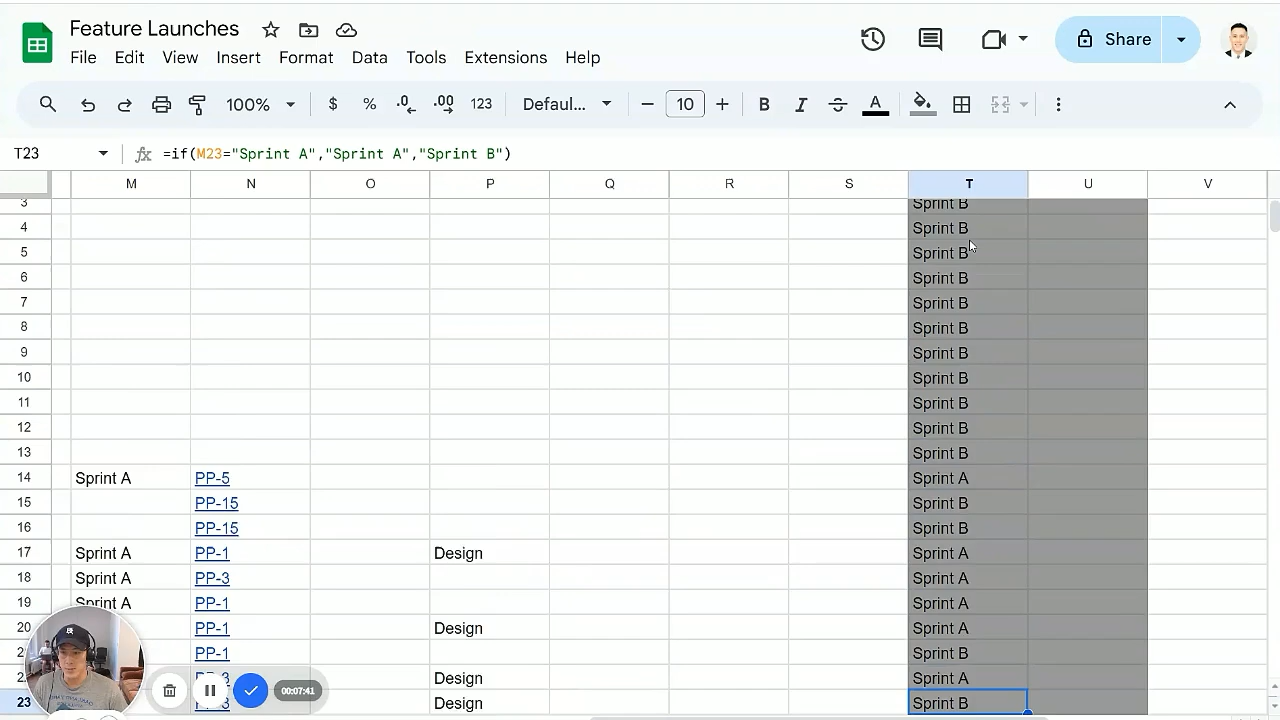 Feature Launches
File Edit View Insert Format Data Tools Extensions Help
Share
100% $ % .0 .00 123 Defaul... 10 B I A
T23 fx =if(M23="Sprint A","Sprint A","Sprint B")
M N O P Q R S T U V
3 Sprint B
4 Sprint B
5 Sprint B
6 Sprint B
7 Sprint B
8 Sprint B
9 Sprint B
10 Sprint B
11 Sprint B
12 Sprint B
13 Sprint B
14 Sprint A PP-5 Sprint A
15 PP-15 Sprint B
16 PP-15 Sprint B
17 Sprint A PP-1 Design Sprint A
18 Sprint A PP-3 Sprint A
19 Sprint A PP-1 Sprint A
20 PP-1 Design Sprint A
PP-1 Sprint B
Design Sprint A
23 Design Sprint B
00:07:41